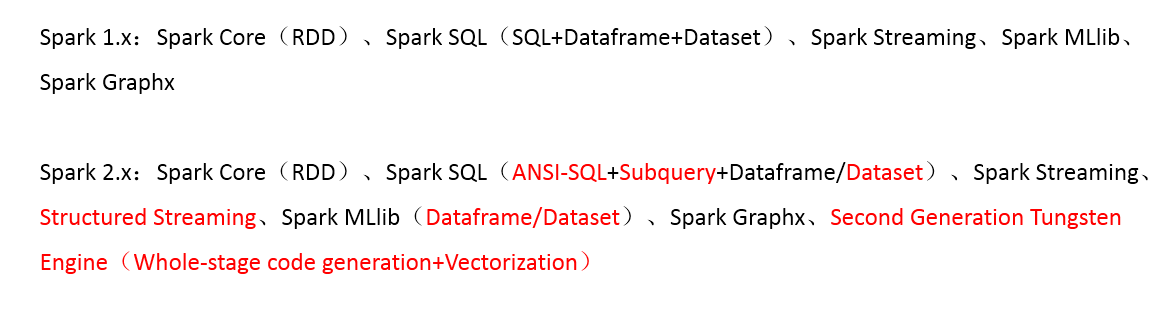 Spark 1.x：Spark Core（RDD）、Spark SQL（SQL+Dataframe+Dataset）、Spark Streaming、Spark MLlib、
Spark Graphx
Spark 2.x：Spark Core（RDD）、Spark SQL（ANSI-SQL+Subquery+Dataframe/Dataset）、Spark Streaming、
Structured Streaming、Spark MLlib（Dataframe/Dataset）、Spark Graphx、Second Generation Tungsten
Engine（Whole-stage code generation+Vectorization）